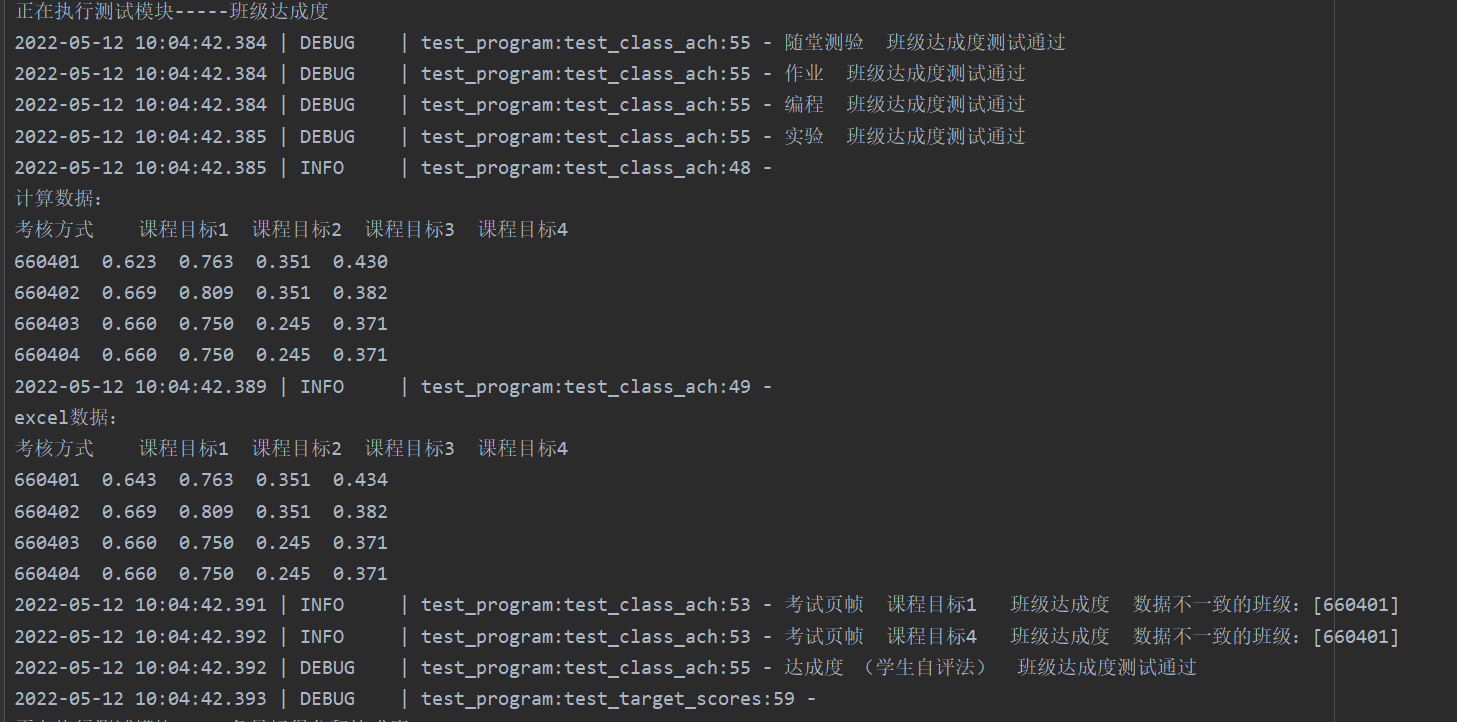 正在执行测试模块-----班级达成度
2022-05-12 10:04:42.384 | DEBUG    | test_program:test_class_ach:55 - 随堂测验  班级达成度测试通过
2022-05-12 10:04:42.384 | DEBUG    | test_program:test_class_ach:55 - 作业  班级达成度测试通过
2022-05-12 10:04:42.384 | DEBUG    | test_program:test_class_ach:55 - 编程  班级达成度测试通过
2022-05-12 10:04:42.385 | DEBUG    | test_program:test_class_ach:55 - 实验  班级达成度测试通过
2022-05-12 10:04:42.385 | INFO     | test_program:test_class_ach:48 -
计算数据：
考核方式    课程目标1  课程目标2  课程目标3  课程目标4
660401  0.623  0.763  0.351  0.430
660402  0.669  0.809  0.351  0.382
660403  0.660  0.750  0.245  0.371
660404  0.660  0.750  0.245  0.371
2022-05-12 10:04:42.389 | INFO     | test_program:test_class_ach:49 -
excel数据：
考核方式    课程目标1  课程目标2  课程目标3  课程目标4
660401  0.643  0.763  0.351  0.434
660402  0.669  0.809  0.351  0.382
660403  0.660  0.750  0.245  0.371
660404  0.660  0.750  0.245  0.371
2022-05-12 10:04:42.391 | INFO     | test_program:test_class_ach:53 - 考试页帧  课程目标1   班级达成度  数据不一致的班级：[660401]
2022-05-12 10:04:42.392 | INFO     | test_program:test_class_ach:53 - 考试页帧  课程目标4   班级达成度  数据不一致的班级：[660401]
2022-05-12 10:04:42.392 | DEBUG    | test_program:test_class_ach:55 - 达成度 （学生自评法）  班级达成度测试通过
2022-05-12 10:04:42.393 | DEBUG    | test_program:test_target_scores:59 -